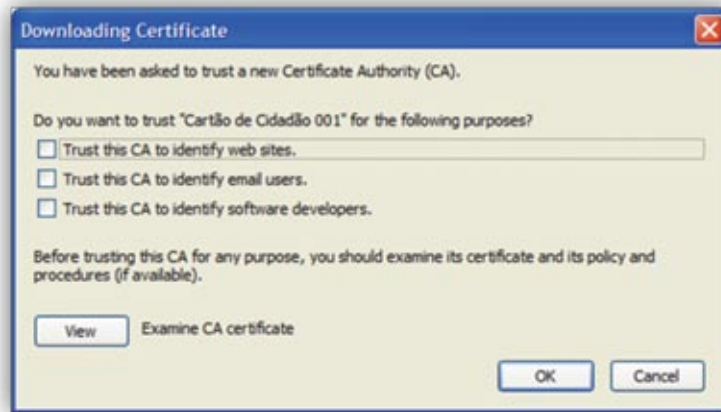 Downloading Certificate
You have been asked to trust a new Certificate Authority (CA).
Do you want to trust "Cartão de Cidadão 001" for the following purposes?
Trust this CA to identify web sites.
Trust this CA to identify email users.
Trust this CA to identify software developers.
Before trusting this CA for any purpose, you should examine its certificate and its policy and
procedures (if available).
View Examine CA certificate
OK Cancel